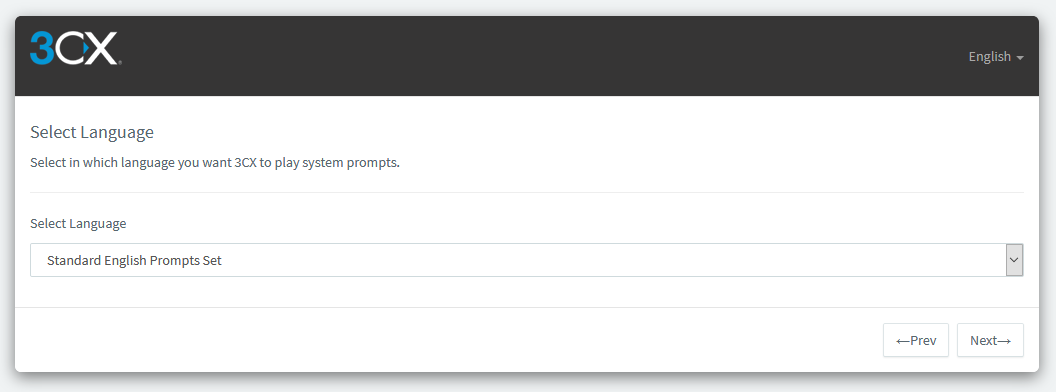 3CX
English
Select Language
Select in which language you want 3CX to play system prompts.
Select Language
Standard English Prompts Set
←Prev Next→